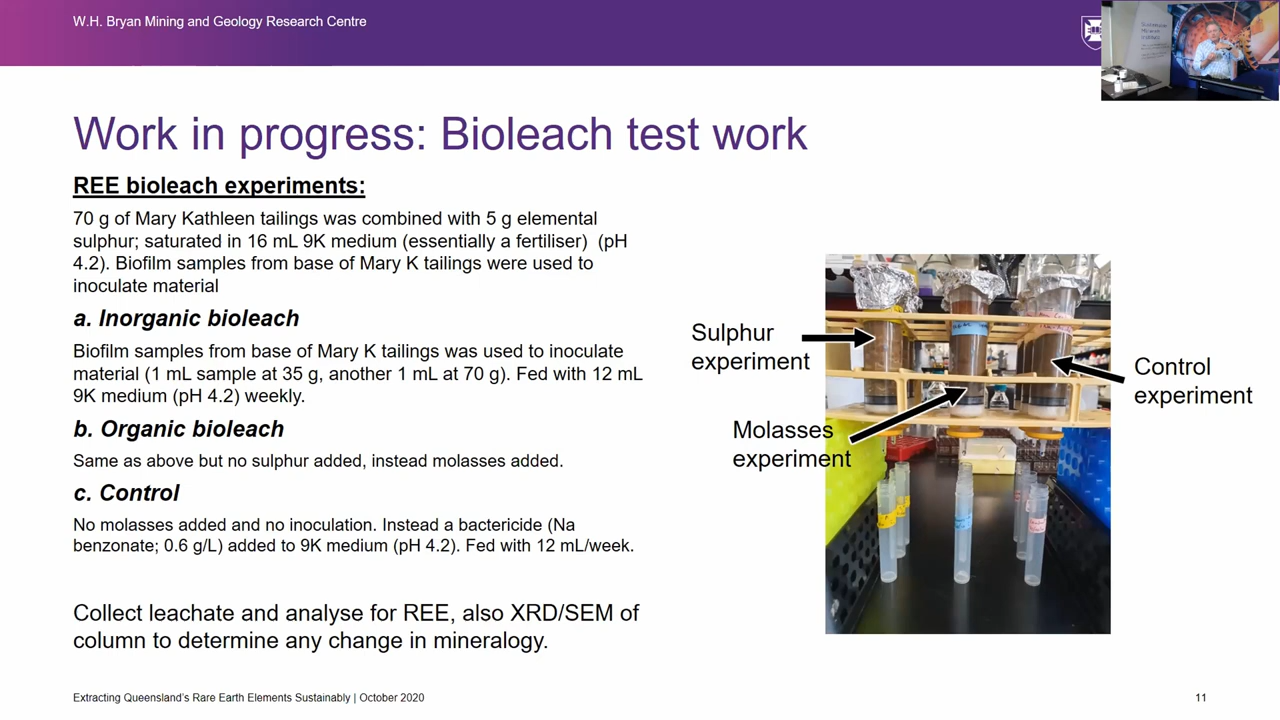 W.H. Bryan Mining and Geology Research Centre
Work in progress: Bioleach test work
REE bioleach experiments:
70 g of Mary Kathleen tailings was combined with 5 g elemental
sulphur; saturated in 16 mL 9K medium (essentially a fertiliser) (pH
4.2). Biofilm samples from base of Mary K tailings were used to
inoculate material
a. Inorganic bioleach
Biofilm samples from base of Mary K tailings was used to inoculate
material (1 mL sample at 35 g, another 1 mL at 70 g). Fed with 12 mL
9K medium (pH 4.2) weekly.
b. Organic bioleach
Same as above but no sulphur added, instead molasses added.
c. Control
No molasses added and no inoculation. Instead a bactericide (Na
benzonate; 0.6 g/L) added to 9K medium (pH 4.2). Fed with 12 mL/week.
Collect leachate and analyse for REE, also XRD/SEM of
column to determine any change in mineralogy.
Sulphur
experiment
Molasses
experiment
Control
experiment
Extracting Queensland's Rare Earth Elements Sustainably | October 2020
11